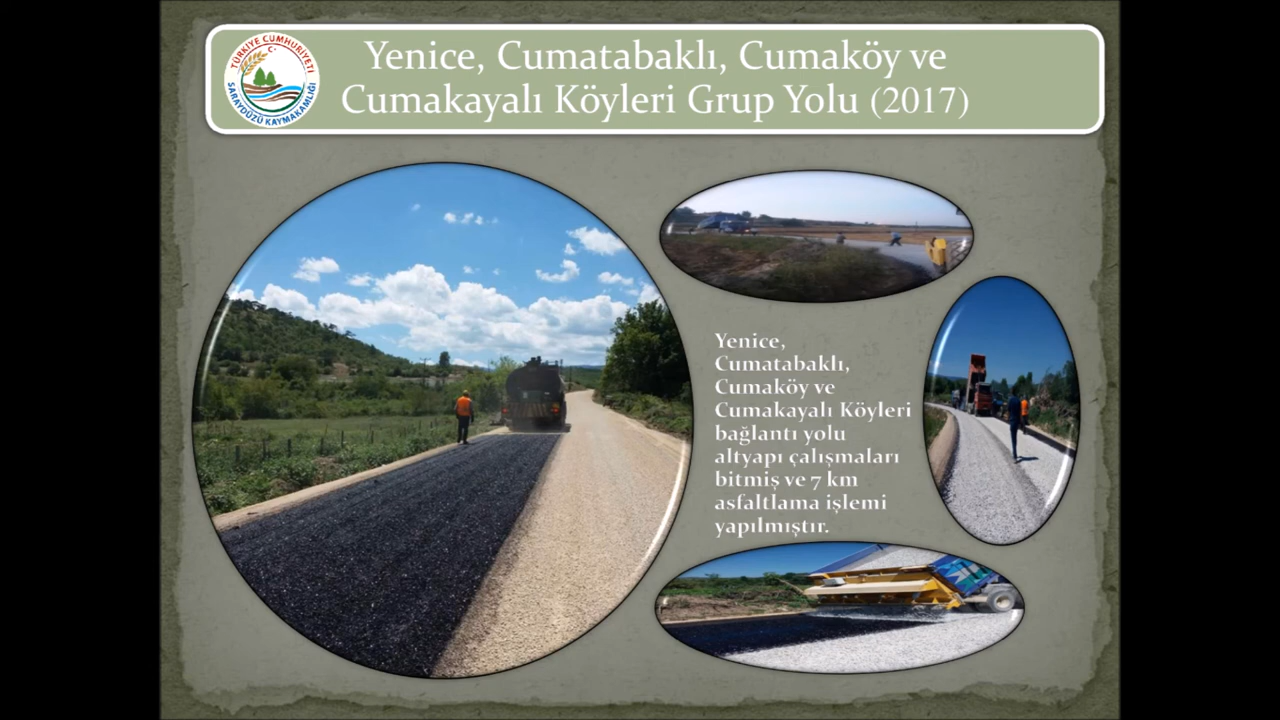 Yenice, Cumatabaklı, Cumaköy ve
Cumakayalı Köyleri Grup Yolu (2017)
TÜRKİYE CUMHURİYETİ
SARAYDÜZÜ KAYMAKAMLIĞI
Yenice,
Cumatabaklı,
Cumaköy ve
Cumakayalı Köyleri
bağlantı yolu
altyapı çalışmaları
bitmiş ve 7 km
asfaltlama işlemi
yapılmıştır.